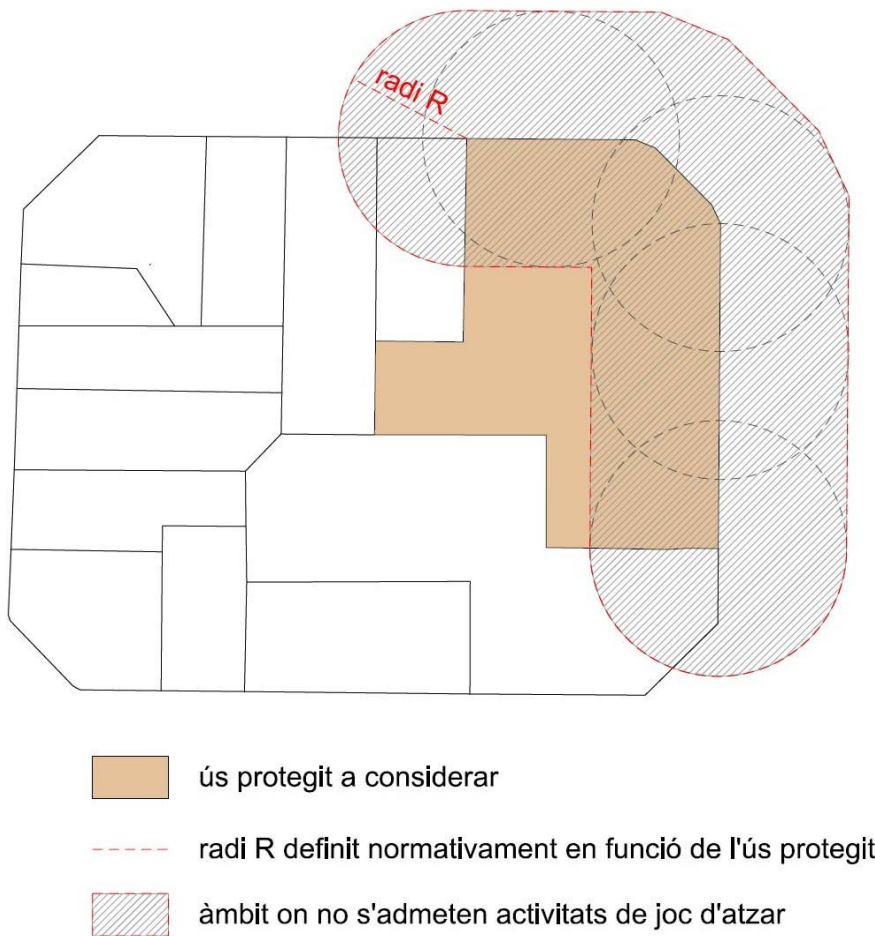 radi R
ús protegit a considerar
radi R definit normativament en funció de l'ús protegit
àmbit on no s'admeten activitats de joc d'atzar